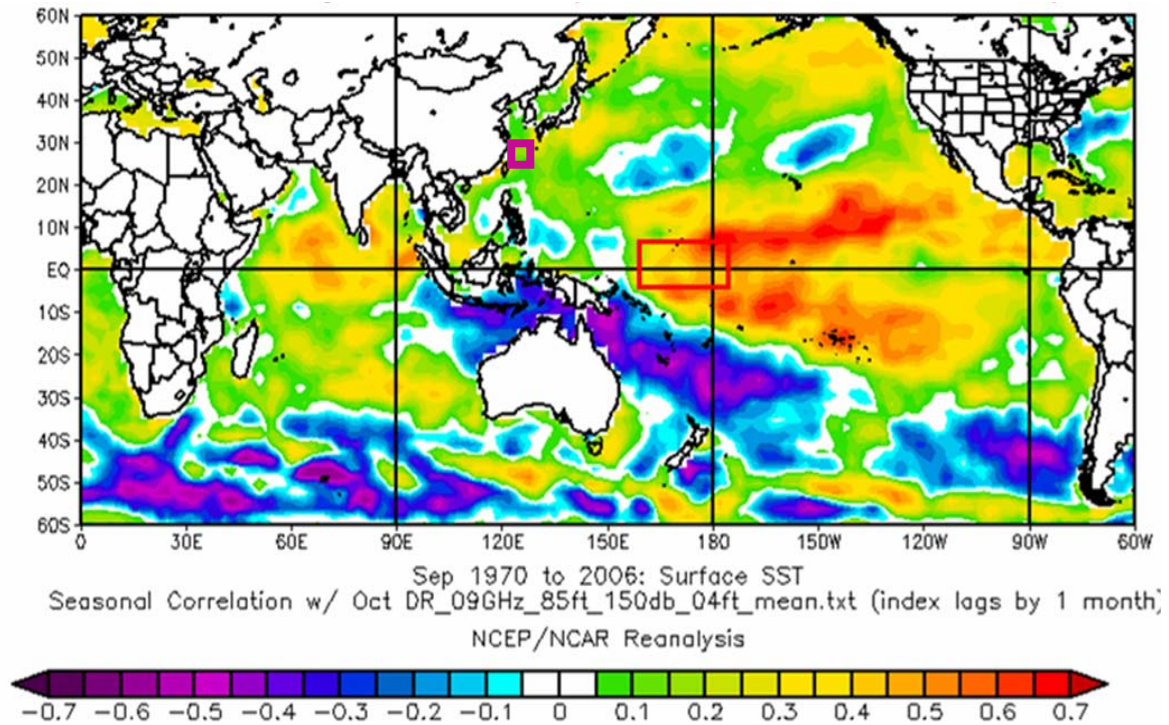 60N
50N
40N
30N
20N
10N
EQ
10S
20S
30S
40S
50S
60S
0 30E 60E 90E 120E 150E 180 150W 120W 90W 60W
Sep 1970 to 2006: Surface SST
Seasonal Correlation w/ Oct DR_09GHz_85ft_150db_04ft_mean.txt (index lags by 1 month)
NCEP/NCAR Reanalysis
-0.7 -0.6 -0.5 -0.4 -0.3 -0.2 -0.1 0 0.1 0.2 0.3 0.4 0.5 0.6 0.7